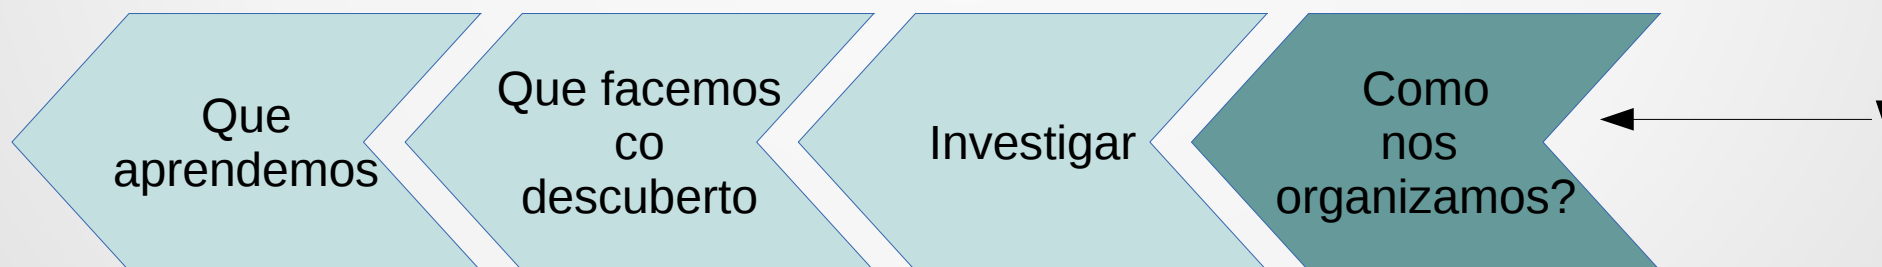 Que
aprendemos
Que facemos
co
descuberto
Investigar
Como
nos
organizamos?